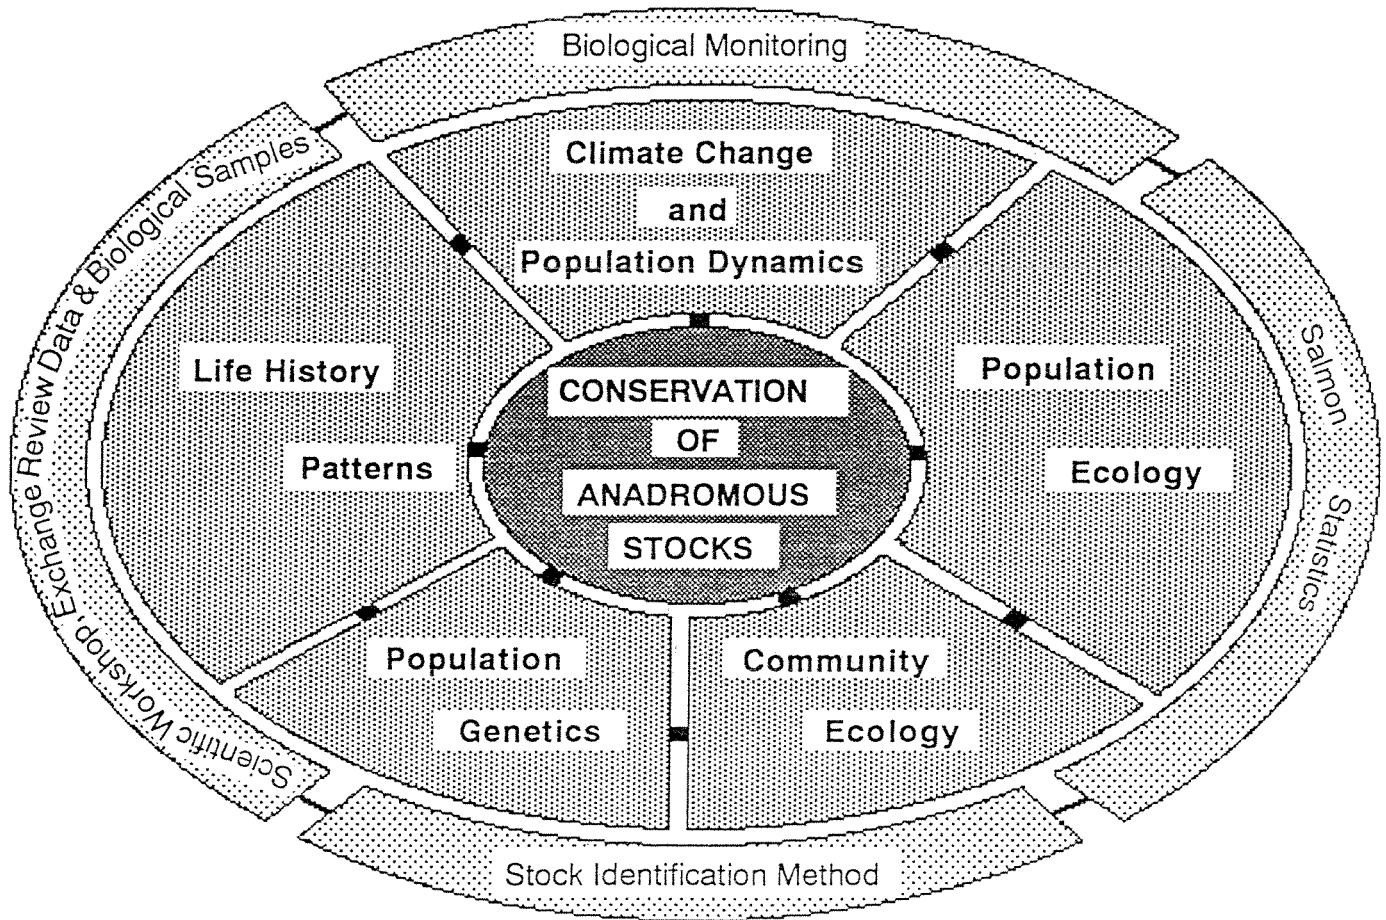 Biological Monitoring
Climate Change
and
Population Dynamics
Scientific Workshop, Exchange Review Data & Biological Samples
Life History
Patterns
CONSERVATION
OF
ANADROMOUS
STOCKS
Population
Ecology
Salmon Statistics
Population
Genetics
Community
Ecology
Stock Identification Method